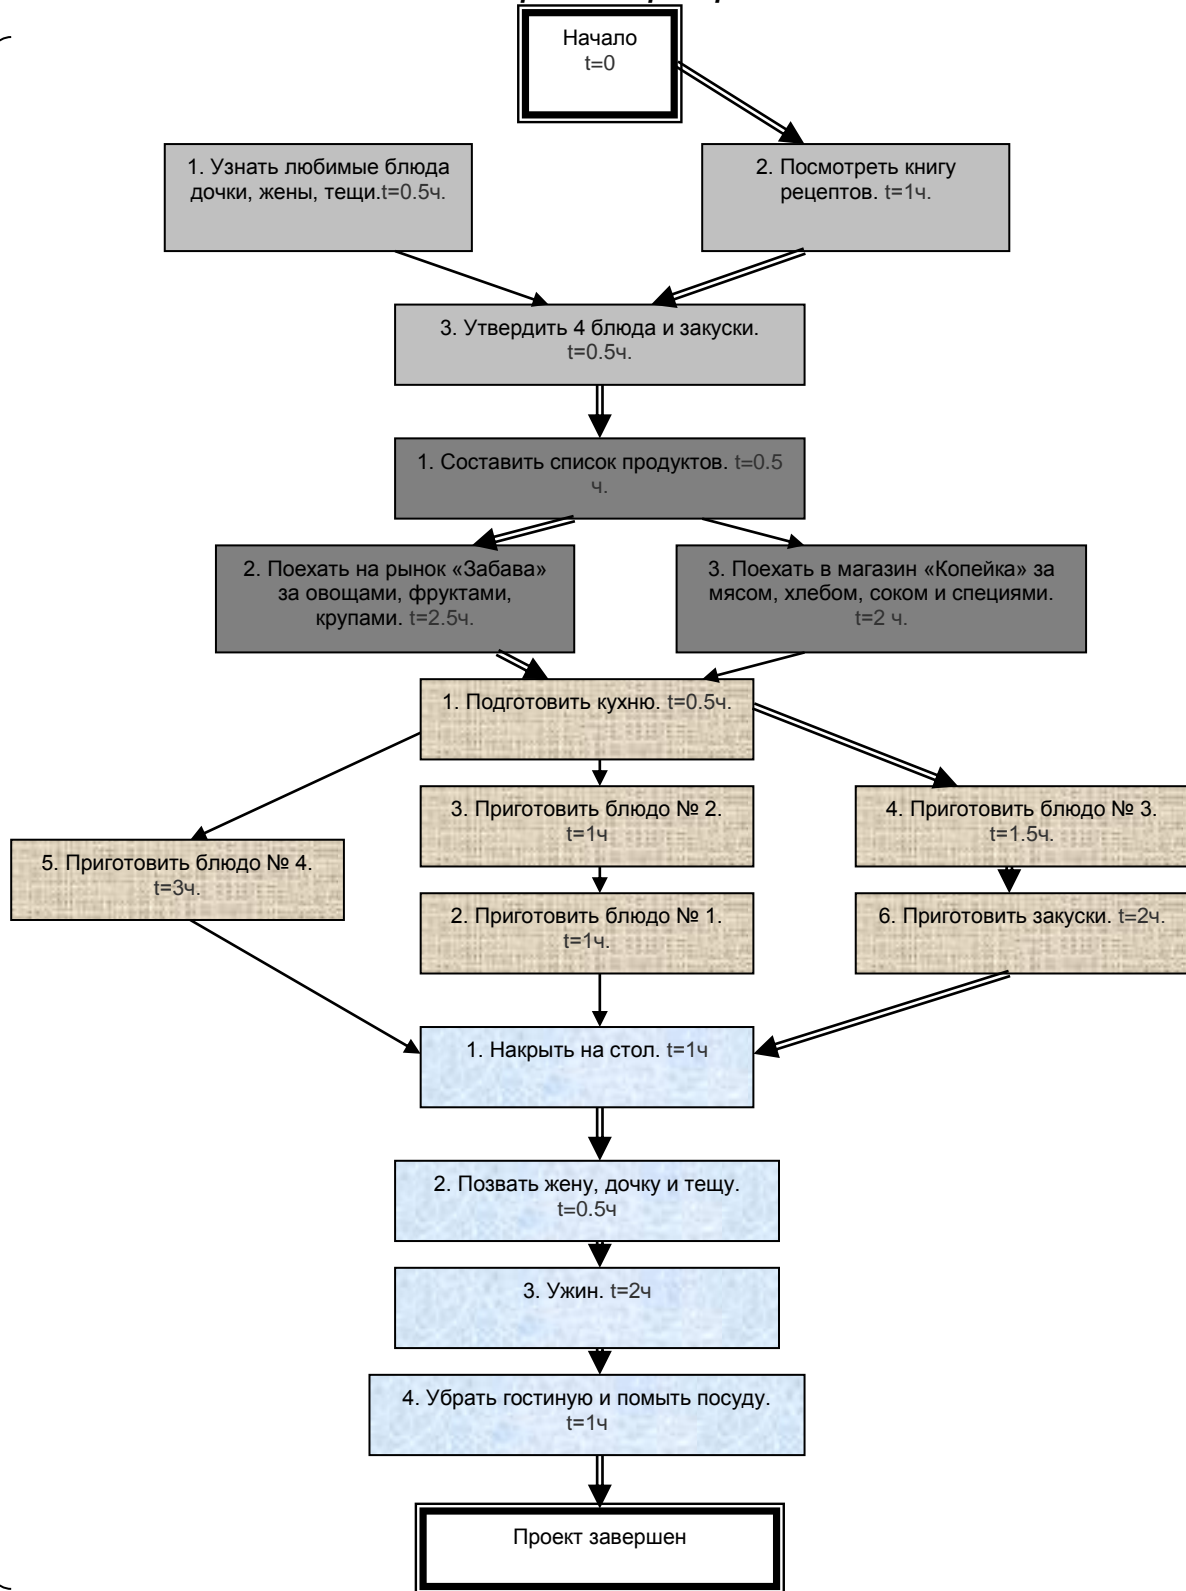 Начало
t=0
1. Узнать любимые блюда
дочки, жены, тещи.t=0.5ч.
2. Посмотреть книгу
рецептов. t=1ч.
3. Утвердить 4 блюда и закуски.
t=0.5ч.
1. Составить список продуктов. t=0.5
ч.
2. Поехать на рынок «Забава»
за овощами, фруктами,
крупами. t=2.5ч.
3. Поехать в магазин «Копейка» за
мясом, хлебом, соком и специями.
t=2 ч.
1. Подготовить кухню. t=0.5ч.
3. Приготовить блюдо № 2.
t=1ч
4. Приготовить блюдо № 3.
t=1.5ч.
5. Приготовить блюдо № 4.
t=3ч.
2. Приготовить блюдо № 1.
t=1ч.
6. Приготовить закуски. t=2ч.
1. Накрыть на стол. t=1ч
2. Позвать жену, дочку и тещу.
t=0.5ч
3. Ужин. t=2ч
4. Убрать гостиную и помыть посуду.
t=1ч
Проект завершен